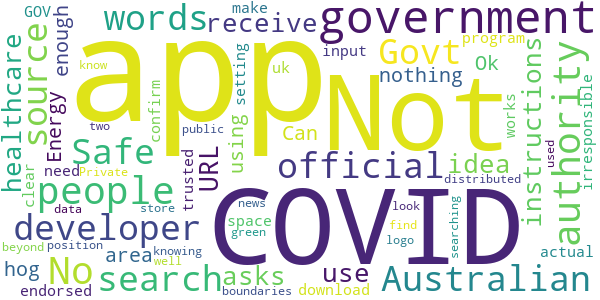 GOV words receive government
make program
know enough uk setting input Govt Ok
healthcare source Energy app Not nothing
two confirm public using Can works used
Safe URL official idea instructions authority irresponsible
clear need Private trusted
people data store news space look distributed
developer area use find searching
beyond position green knowing logo actual
hog No search asks COVID Australian
endorsed well boundaries download